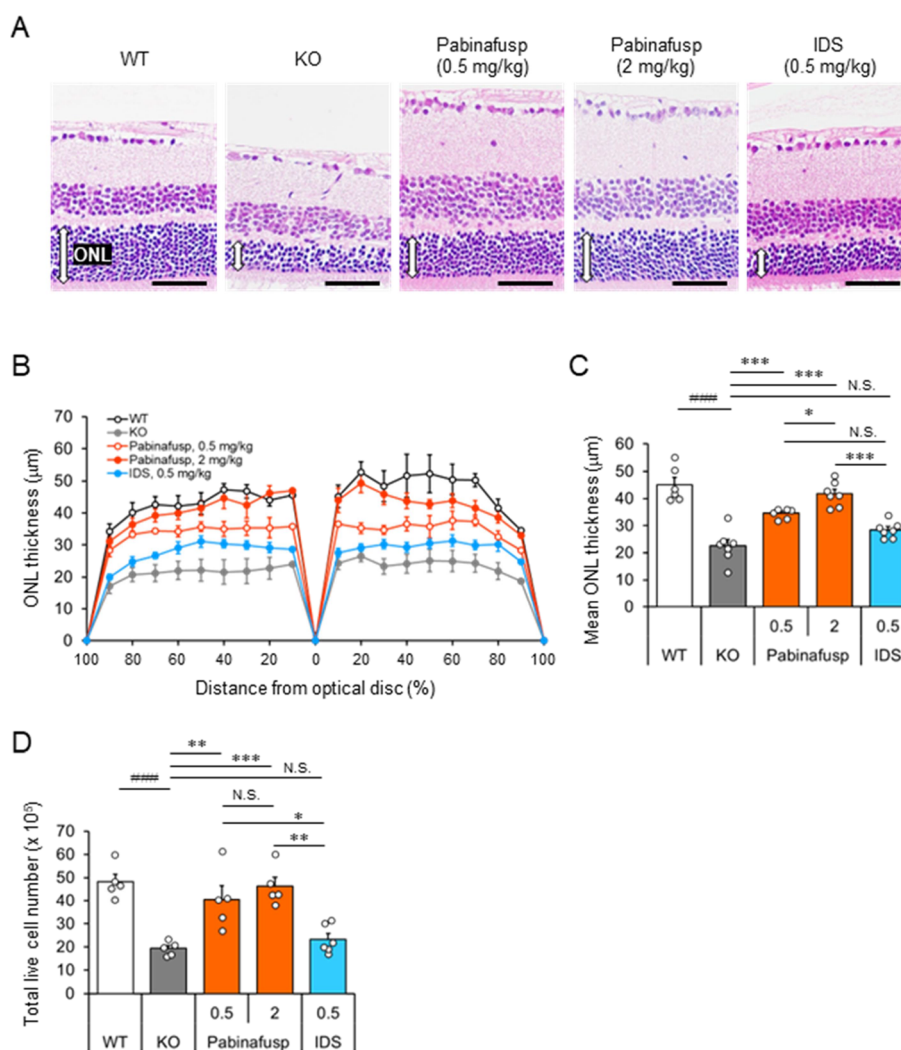 A
WT
KO
Pabinafusp
(0.5 mg/kg)
Pabinafusp
(2 mg/kg)
IDS
(0.5 mg/kg)
ONL
B
ONL thickness (μm)
70
60
50
40
30
20
10
0
WT
KO
Pabinafusp, 0.5 mg/kg
Pabinafusp, 2 mg/kg
IDS, 0.5 mg/kg
100 80 60 40 20 0 20 40 60 80 100
Distance from optical disc (%)
C
***
***
N.S.
###
*
N.S.
***
Mean ONL thickness (μm)
60
50
40
30
20
10
0
0.5 2 0.5
WT KO Pabinafusp IDS
D
**
***
N.S.
###
N.S.
*
**
Total live cell number (x 10⁵)
70
60
50
40
30
20
10
0
0.5 2 0.5
WT KO Pabinafusp IDS